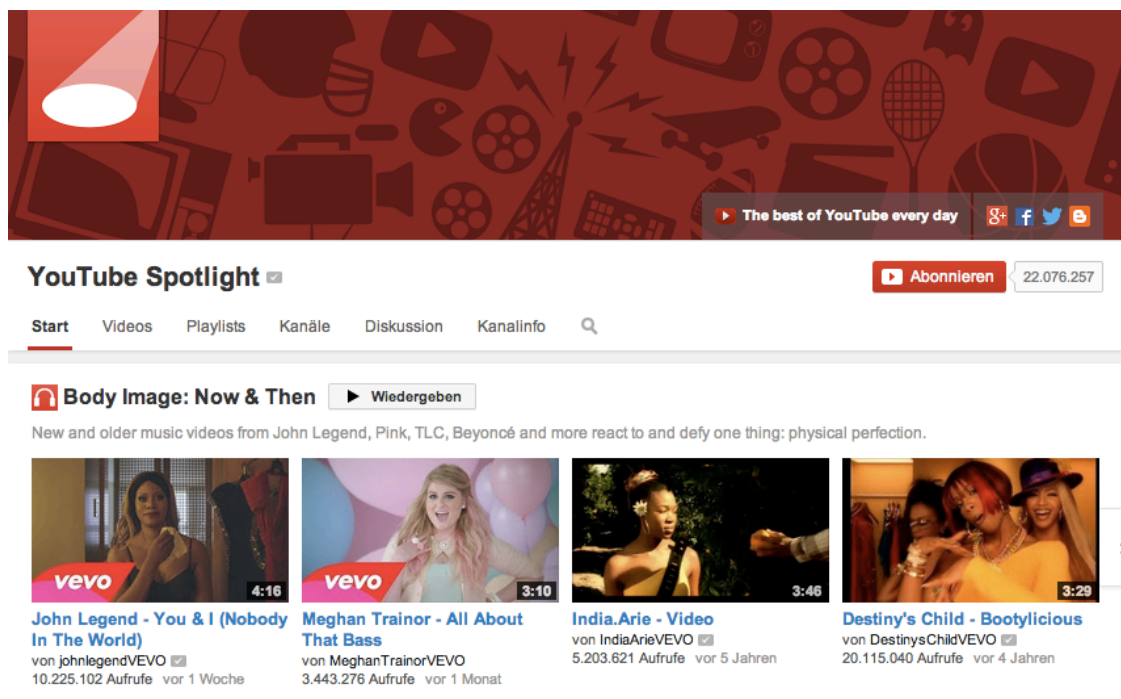 The best of YouTube every day
YouTube Spotlight
Abonnieren 22.076.257
Start Videos Playlists Kanäle Diskussion Kanalinfo
Body Image: Now & Then Wiedergeben
New and older music videos from John Legend, Pink, TLC, Beyoncé and more react to and defy one thing: physical perfection.
vevo 4:16
vevo 3:10
3:46
3:29
John Legend - You & I (Nobody
In The World)
von johnlegendVEVO
10.225.102 Aufrufe vor 1 Woche
Meghan Trainor - All About
That Bass
von MeghanTrainorVEVO
3.443.276 Aufrufe vor 1 Monat
India.Arie - Video
von IndiaArieVEVO
5.203.621 Aufrufe vor 5 Jahren
Destiny's Child - Bootylicious
von DestinysChildVEVO
20.115.040 Aufrufe vor 4 Jahren